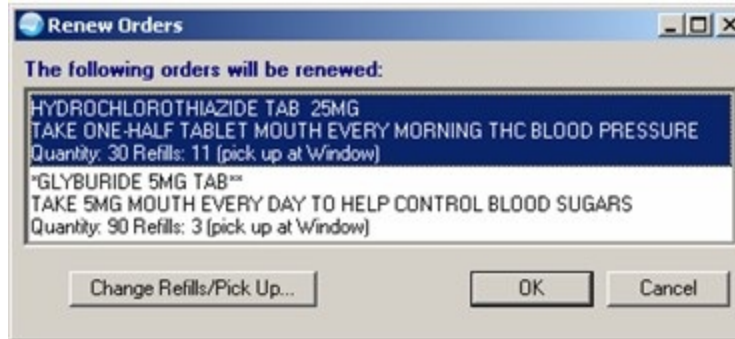 Renew Orders
The following orders will be renewed:
HYDROCHLOROTHIAZIDE TAB 25MG
TAKE ONE-HALF TABLET MOUTH EVERY MORNING THC BLOOD PRESSURE
Quantity: 30 Refills: 11 (pick up at Window)
*GLYBURIDE 5MG TAB**
TAKE 5MG MOUTH EVERY DAY TO HELP CONTROL BLOOD SUGARS
Quantity: 90 Refills: 3 (pick up at Window)
Change Refills/Pick Up... OK Cancel